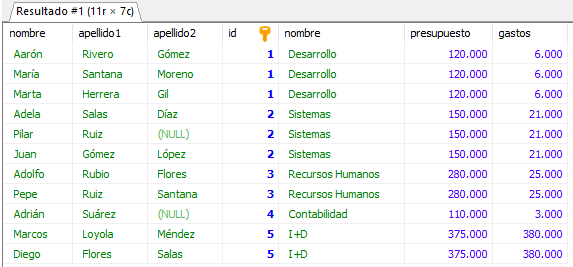 Resultado #1 (11r × 7c)
nombre apellido1 apellido2 id nombre presupuesto gastos
Aarón Rivero Gómez 1 Desarrollo 120.000 6.000
María Santana Moreno 1 Desarrollo 120.000 6.000
Marta Herrera Gil 1 Desarrollo 120.000 6.000
Adela Salas Díaz 2 Sistemas 150.000 21.000
Pilar Ruiz (NULL) 2 Sistemas 150.000 21.000
Juan Gómez López 2 Sistemas 150.000 21.000
Adolfo Rubio Flores 3 Recursos Humanos 280.000 25.000
Pepe Ruiz Santana 3 Recursos Humanos 280.000 25.000
Adrián Suárez (NULL) 4 Contabilidad 110.000 3.000
Marcos Loyola Méndez 5 I+D 375.000 380.000
Diego Flores Salas 5 I+D 375.000 380.000